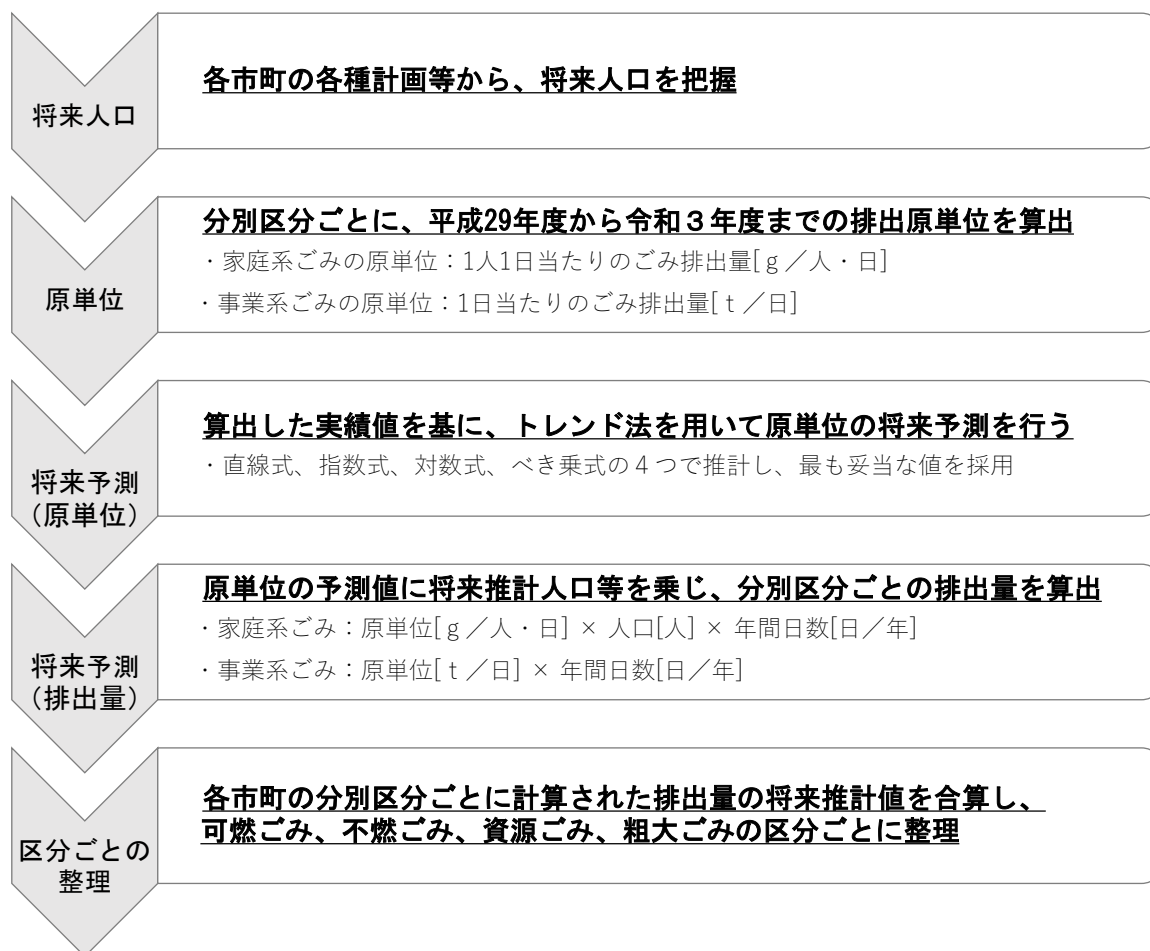 将来人口
各市町の各種計画等から、将来人口を把握
原単位
分別区分ごとに、平成29年度から令和３年度までの排出原単位を算出
・家庭系ごみの原単位：1人1日当たりのごみ排出量[ｇ／人・日]
・事業系ごみの原単位：1日当たりのごみ排出量[ｔ／日]
将来予測
（原単位）
算出した実績値を基に、トレンド法を用いて原単位の将来予測を行う
・直線式、指数式、対数式、べき乗式の４つで推計し、最も妥当な値を採用
将来予測
（排出量）
原単位の予測値に将来推計人口等を乗じ、分別区分ごとの排出量を算出
・家庭系ごみ：原単位[ｇ／人・日] × 人口[人] × 年間日数[日／年]
・事業系ごみ：原単位[ｔ／日] × 年間日数[日／年]
区分ごとの
整理
各市町の分別区分ごとに計算された排出量の将来推計値を合算し、
可燃ごみ、不燃ごみ、資源ごみ、粗大ごみの区分ごとに整理